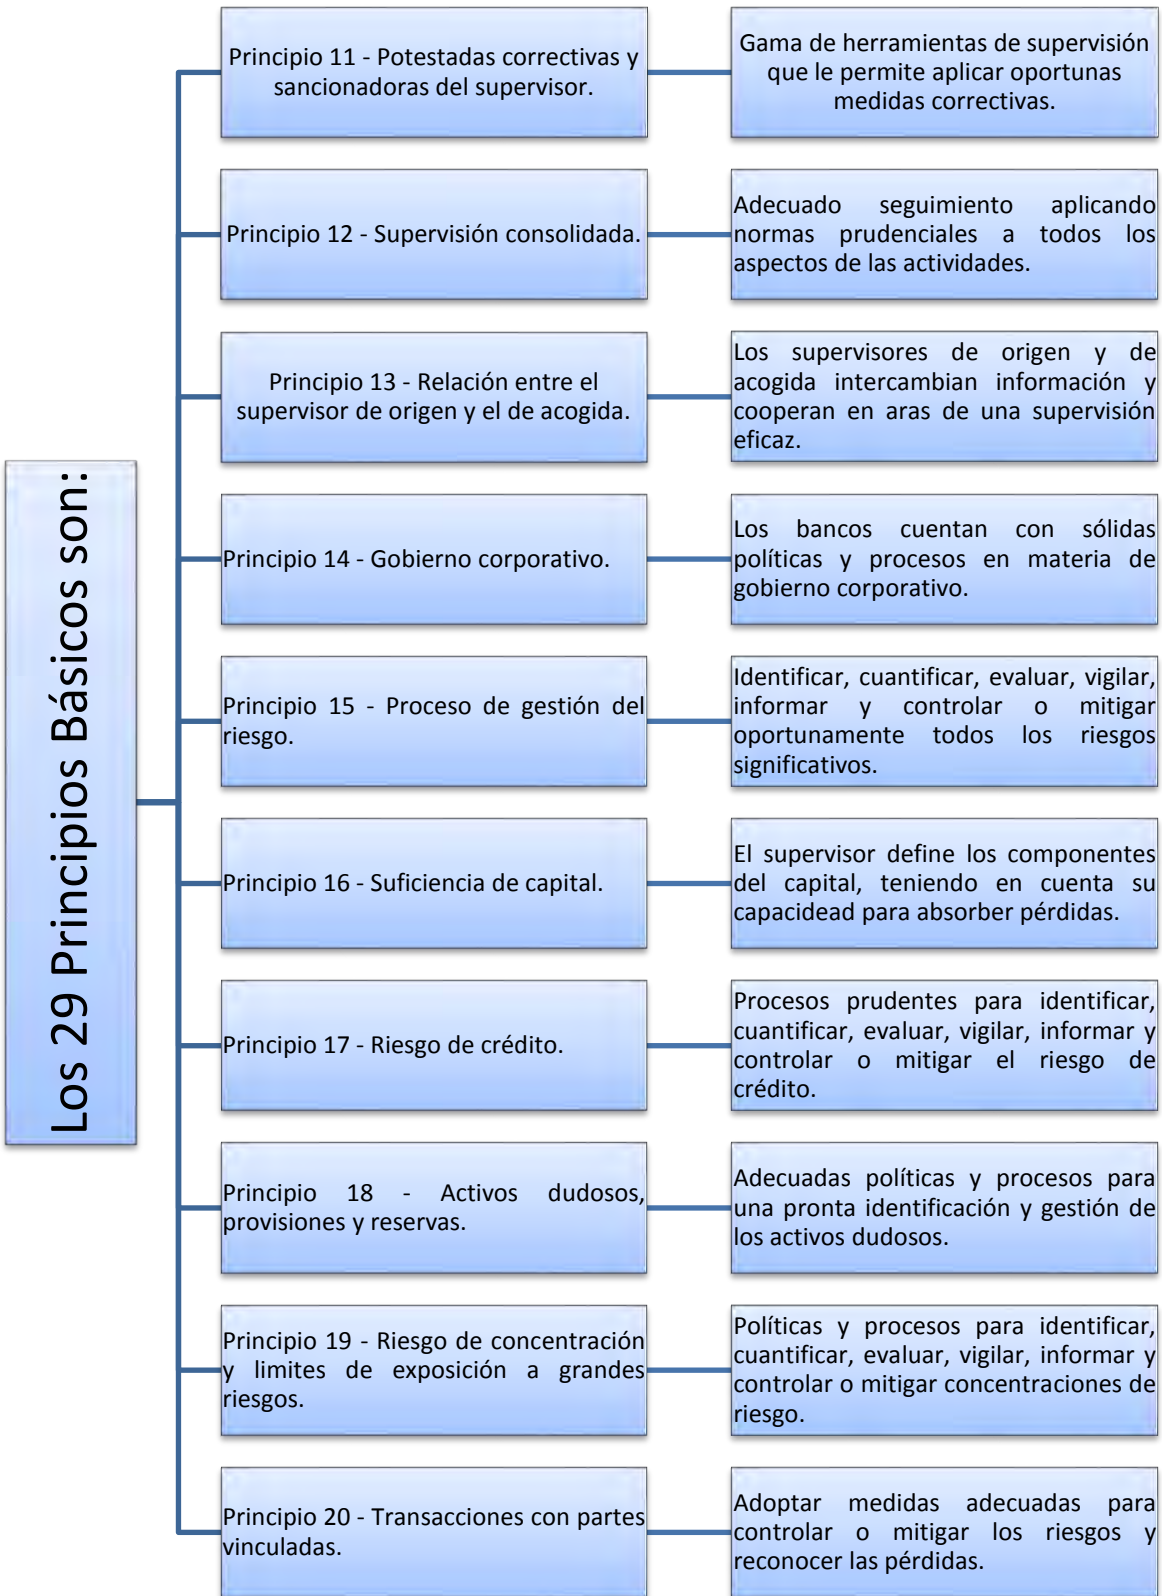 Los 29 Principios Básicos son:
Principio 11 - Potestadas correctivas y
sancionadoras del supervisor.
Gama de herramientas de supervisión
que le permite aplicar oportunas
medidas correctivas.
Principio 12 - Supervisión consolidada.
Adecuado seguimiento aplicando
normas prudenciales a todos los
aspectos de las actividades.
Principio 13 - Relación entre el
supervisor de origen y el de acogida.
Los supervisores de origen y de
acogida intercambian información y
cooperan en aras de una supervisión
eficaz.
Principio 14 - Gobierno corporativo.
Los bancos cuentan con sólidas
políticas y procesos en materia de
gobierno corporativo.
Principio 15 - Proceso de gestión del
riesgo.
Identificar, cuantificar, evaluar, vigilar,
informar y controlar o mitigar
oportunamente todos los riesgos
significativos.
Principio 16 - Suficiencia de capital.
El supervisor define los componentes
del capital, teniendo en cuenta su
capacidead para absorber pérdidas.
Principio 17 - Riesgo de crédito.
Procesos prudentes para identificar,
cuantificar, evaluar, vigilar, informar y
controlar o mitigar el riesgo de
crédito.
Principio 18 - Activos dudosos,
provisiones y reservas.
Adecuadas políticas y procesos para
una pronta identificación y gestión de
los activos dudosos.
Principio 19 - Riesgo de concentración
y limites de exposición a grandes
riesgos.
Políticas y procesos para identificar,
cuantificar, evaluar, vigilar, informar y
controlar o mitigar concentraciones de
riesgo.
Principio 20 - Transacciones con partes
vinculadas.
Adoptar medidas adecuadas para
controlar o mitigar los riesgos y
reconocer las pérdidas.